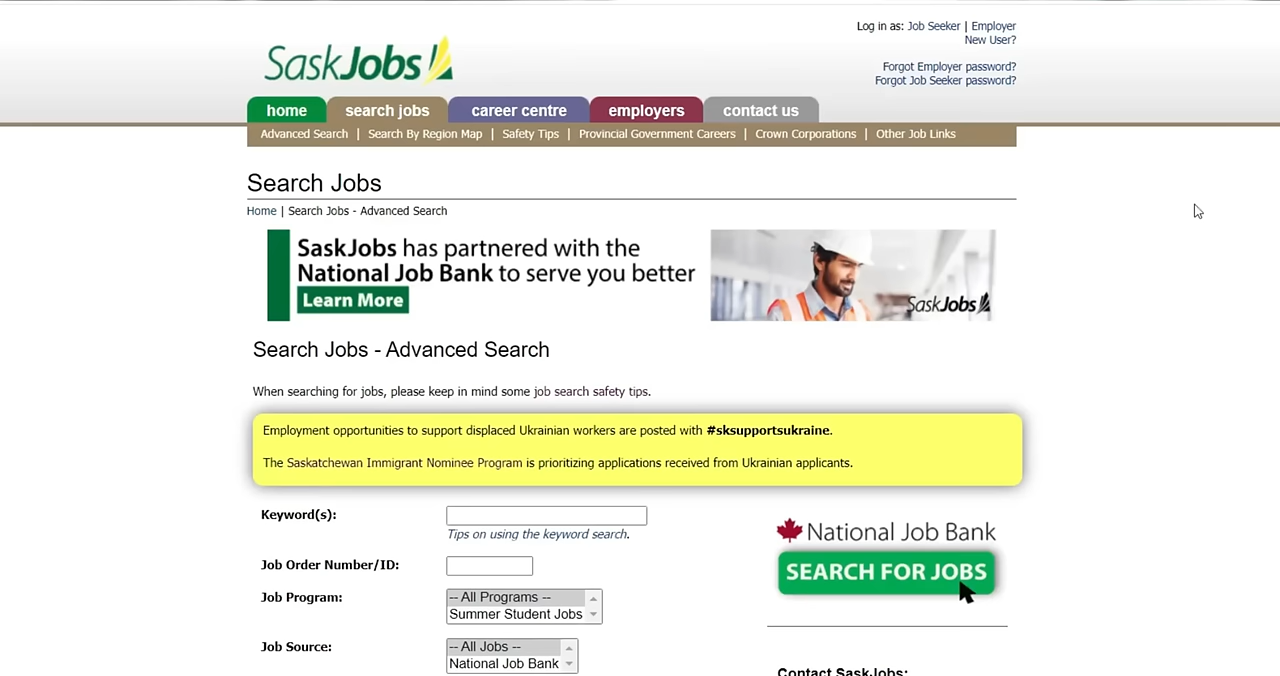 Log in as: Job Seeker | Employer
New User?
Forgot Employer password?
Forgot Job Seeker password?
SaskJobs
home search jobs career centre employers contact us
Advanced Search | Search By Region Map | Safety Tips | Provincial Government Careers | Crown Corporations | Other Job Links
Search Jobs
Home | Search Jobs - Advanced Search
SaskJobs has partnered with the
National Job Bank to serve you better
Learn More
SaskJobs
Search Jobs - Advanced Search
When searching for jobs, please keep in mind some job search safety tips.
Employment opportunities to support displaced Ukrainian workers are posted with #sksupportsukraine.
The Saskatchewan Immigrant Nominee Program is prioritizing applications received from Ukrainian applicants.
Keyword(s):
Tips on using the keyword search.
National Job Bank
SEARCH FOR JOBS
Job Order Number/ID:
Job Program:
-- All Programs --
Summer Student Jobs
Job Source:
-- All Jobs --
National Job Bank
Contact SaskJobs: